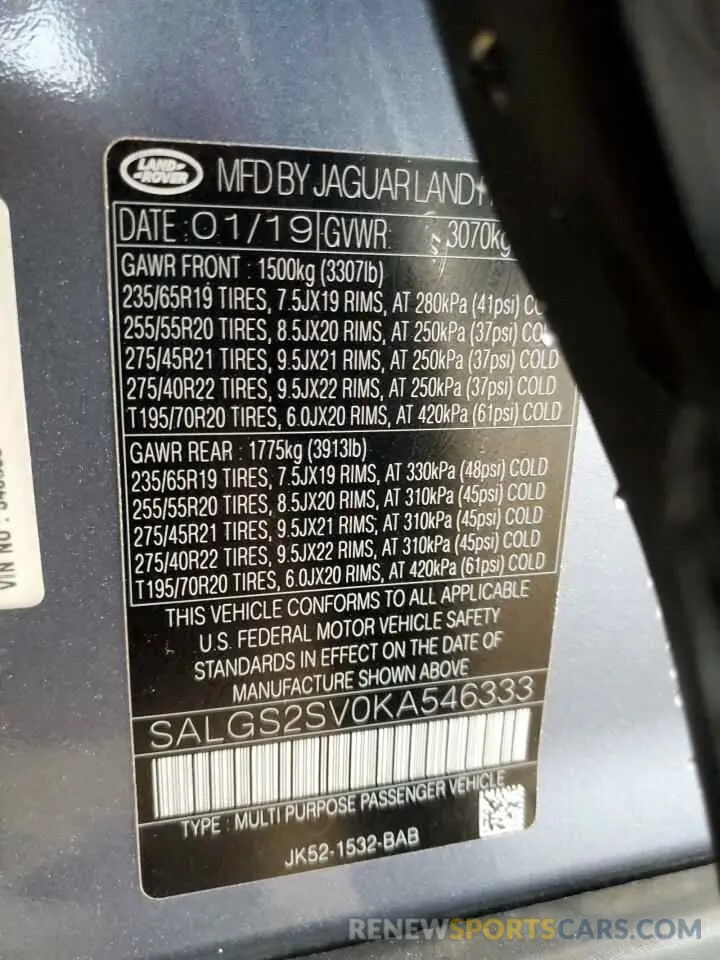 LAND
ROVER
MFD BY JAGUAR LAND
DATE : 01/19 GVWR : 3070kg
GAWR FRONT : 1500kg (3307lb)
235/65R19 TIRES, 7.5JX19 RIMS, AT 280kPa (41psi) CO
255/55R20 TIRES, 8.5JX20 RIMS, AT 250kPa (37psi) COLD
275/45R21 TIRES, 9.5JX21 RIMS, AT 250kPa (37psi) COLD
275/40R22 TIRES, 9.5JX22 RIMS, AT 250kPa (37psi) COLD
T195/70R20 TIRES, 6.0JX20 RIMS, AT 420kPa (61psi) COLD
GAWR REAR : 1775kg (3913lb)
235/65R19 TIRES, 7.5JX19 RIMS, AT 330kPa (48psi) COLD
255/55R20 TIRES, 8.5JX20 RIMS, AT 310kPa (45psi) COLD
275/45R21 TIRES, 9.5JX21 RIMS, AT 310kPa (45psi) COLD
275/40R22 TIRES, 9.5JX22 RIMS, AT 310kPa (45psi) COLD
T195/70R20 TIRES, 6.0JX20 RIMS, AT 420kPa (61psi) COLD
THIS VEHICLE CONFORMS TO ALL APPLICABLE
U.S. FEDERAL MOTOR VEHICLE SAFETY
STANDARDS IN EFFECT ON THE DATE OF
MANUFACTURE SHOWN ABOVE
SALGS2SV0KA546333
TYPE : MULTI PURPOSE PASSENGER VEHICLE
JK52-1532-BAB
VIN NO :
RENEWSPORTSCARS.COM